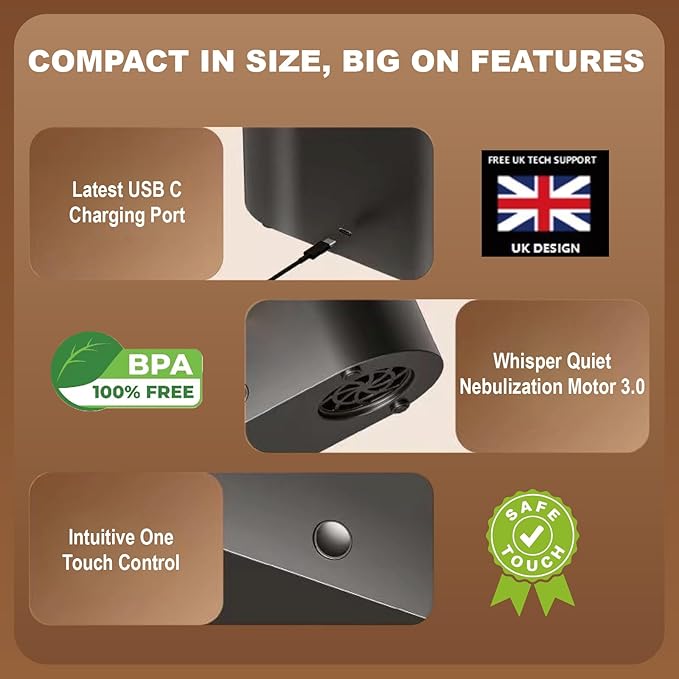 COMPACT IN SIZE, BIG ON FEATURES
Latest USB C
Charging Port
FREE UK TECH SUPPORT
UK DESIGN
BPA
100% FREE
Whisper Quiet
Nebulization Motor 3.0
Intuitive One
Touch Control
SAFE
TOUCH